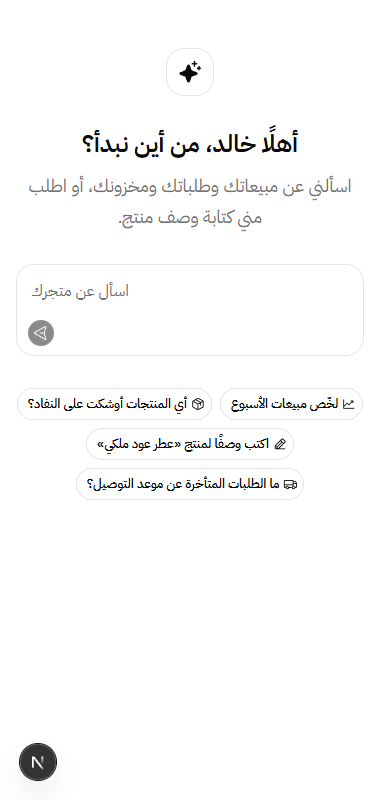 أهلًا خالد، من أين نبدأ؟
اسألني عن مبيعاتك وطلباتك ومخزونك، أو اطلب
مني كتابة وصف منتج.
اسأل عن متجرك
لخّص مبيعات الأسبوع
أي المنتجات أوشكت على النفاد؟
اكتب وصفًا لمنتج «عطر عود ملكي»
ما الطلبات المتأخرة عن موعد التوصيل؟
N